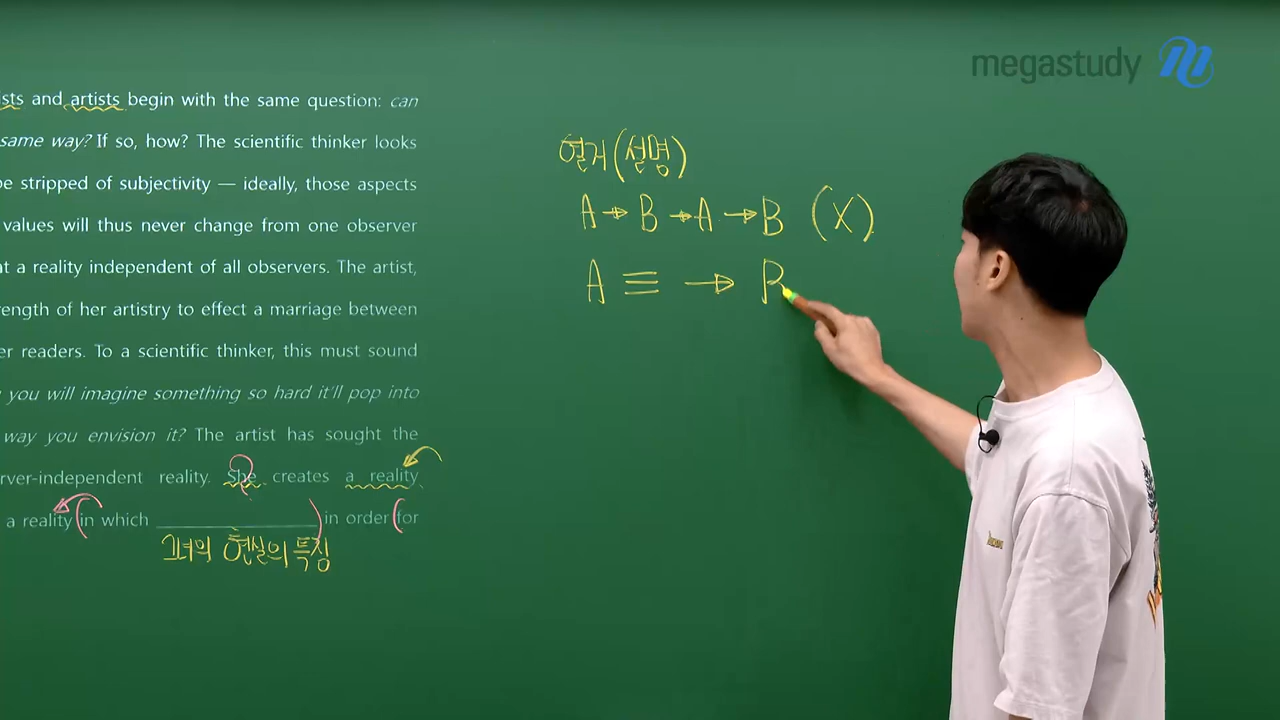 megastudy
sts and artists begin with the same question: can
same way? If so, how? The scientific thinker looks
e stripped of subjectivity — ideally, those aspects
values will thus never change from one observer
t a reality independent of all observers. The artist,
rength of her artistry to effect a marriage between
er readers. To a scientific thinker, this must sound
you will imagine something so hard it'll pop into
way you envision it? The artist has sought the
rver-independent reality. She creates a reality
a reality (in which ____________) in order (for
그녀의 현실의 특징
열거(설명)
A → B → A → B (X)
A ≡ → B